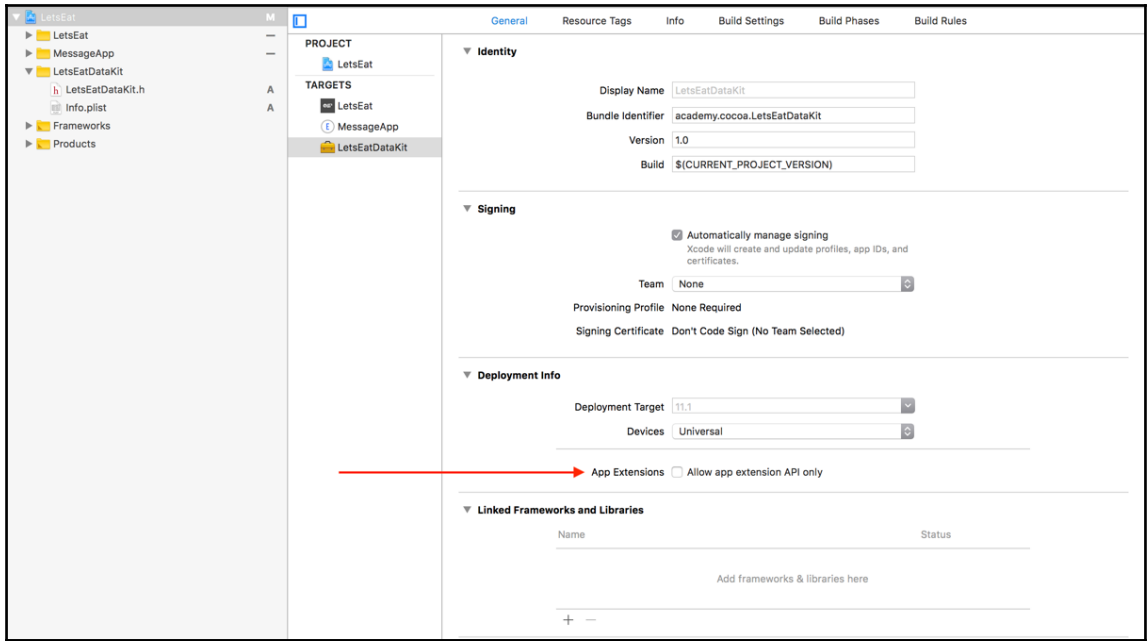 LetsEat M
LetsEat
MessageApp
LetsEatDataKit
LetsEatDataKit.h A
Info.plist A
Frameworks
Products
General Resource Tags Info Build Settings Build Phases Build Rules
PROJECT
LetsEat
TARGETS
LetsEat
MessageApp
LetsEatDataKit
Identity
Display Name LetsEatDataKit
Bundle Identifier academy.cocoa.LetsEatDataKit
Version 1.0
Build $(CURRENT_PROJECT_VERSION)
Signing
Automatically manage signing
Xcode will create and update profiles, app IDs, and
certificates.
Team None
Provisioning Profile None Required
Signing Certificate Don't Code Sign (No Team Selected)
Deployment Info
Deployment Target 11.1
Devices Universal
App Extensions Allow app extension API only
Linked Frameworks and Libraries
Name Status
Add frameworks & libraries here